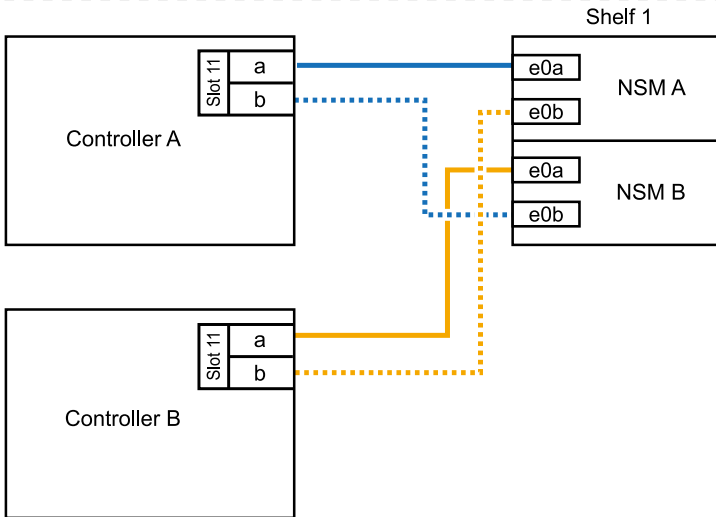 Shelf 1
Controller A
Slot 11
a
b
e0a
e0b
NSM A
e0a
e0b
NSM B
Controller B
Slot 11
a
b